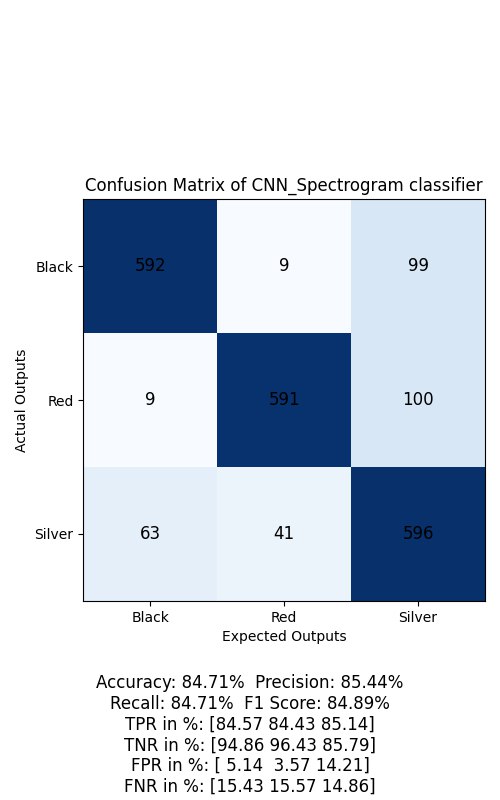 Confusion Matrix of CNN_Spectrogram classifier
Black
592
9
99
Actual Outputs
Red
9
591
100
Silver
63
41
596
Black
Red
Silver
Expected Outputs
Accuracy: 84.71%  Precision: 85.44%
Recall: 84.71%  F1 Score: 84.89%
TPR in %: [84.57 84.43 85.14]
TNR in %: [94.86 96.43 85.79]
FPR in %: [ 5.14  3.57 14.21]
FNR in %: [15.43 15.57 14.86]